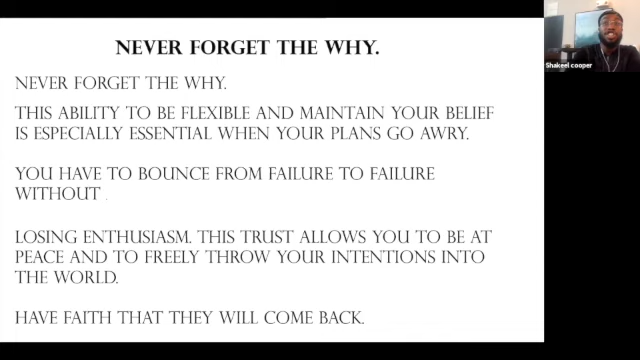 NEVER FORGET THE WHY.
NEVER FORGET THE WHY.
THIS ABILITY TO BE FLEXIBLE AND MAINTAIN YOUR BELIEF
IS ESPECIALLY ESSENTIAL WHEN YOUR PLANS GO AWRY.
YOU HAVE TO BOUNCE FROM FAILURE TO FAILURE
WITHOUT .
LOSING ENTHUSIASM. THIS TRUST ALLOWS YOU TO BE AT
PEACE AND TO FREELY THROW YOUR INTENTIONS INTO
THE WORLD.
HAVE FAITH THAT THEY WILL COME BACK.
Shakeel cooper